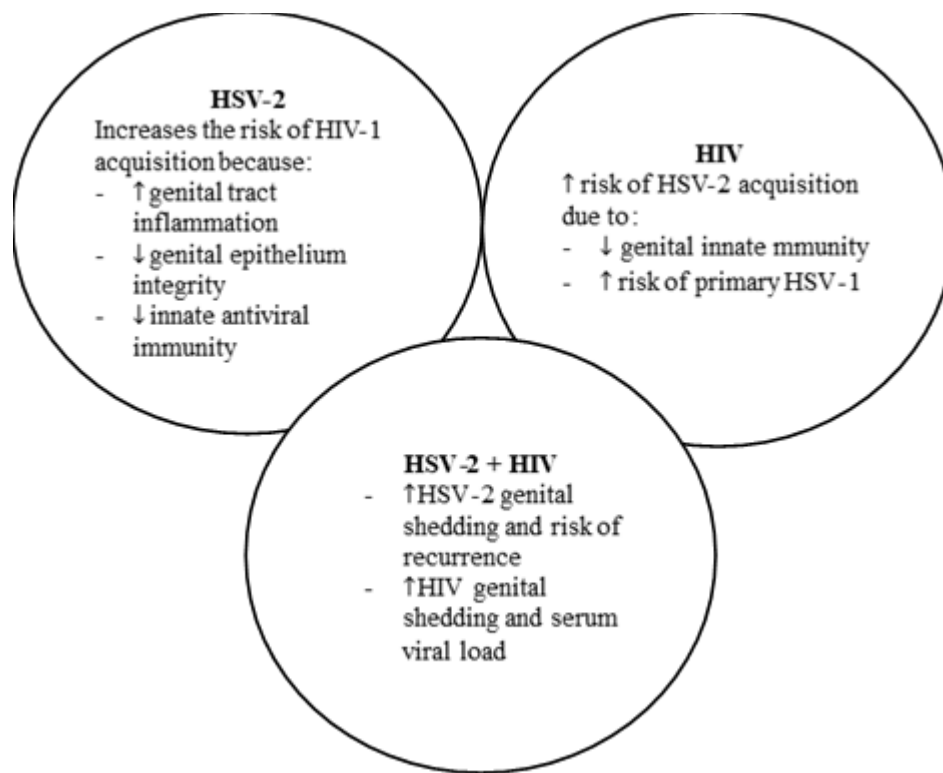 HSV-2
Increases the risk of HIV-1
acquisition because:
- ↑ genital tract
inflammation
- ↓ genital epithelium
integrity
- ↓ innate antiviral
immunity
HIV
↑ risk of HSV-2 acquisition
due to:
- ↓ genital innate mmunity
- ↑ risk of primary HSV-1
HSV-2 + HIV
- ↑HSV-2 genital
shedding and risk of
recurrence
- ↑HIV genital
shedding and serum
viral load